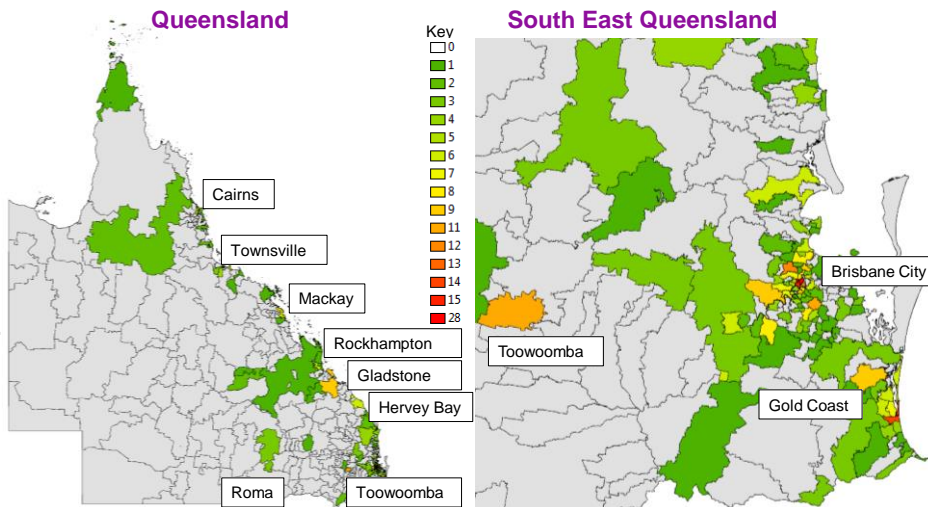 Queensland
South East Queensland
Key
0
1
2
3
4
5
6
7
8
9
11
12
13
14
15
28
Cairns
Townsville
Mackay
Rockhampton
Gladstone
Hervey Bay
Roma
Toowoomba
Brisbane City
Toowoomba
Gold Coast